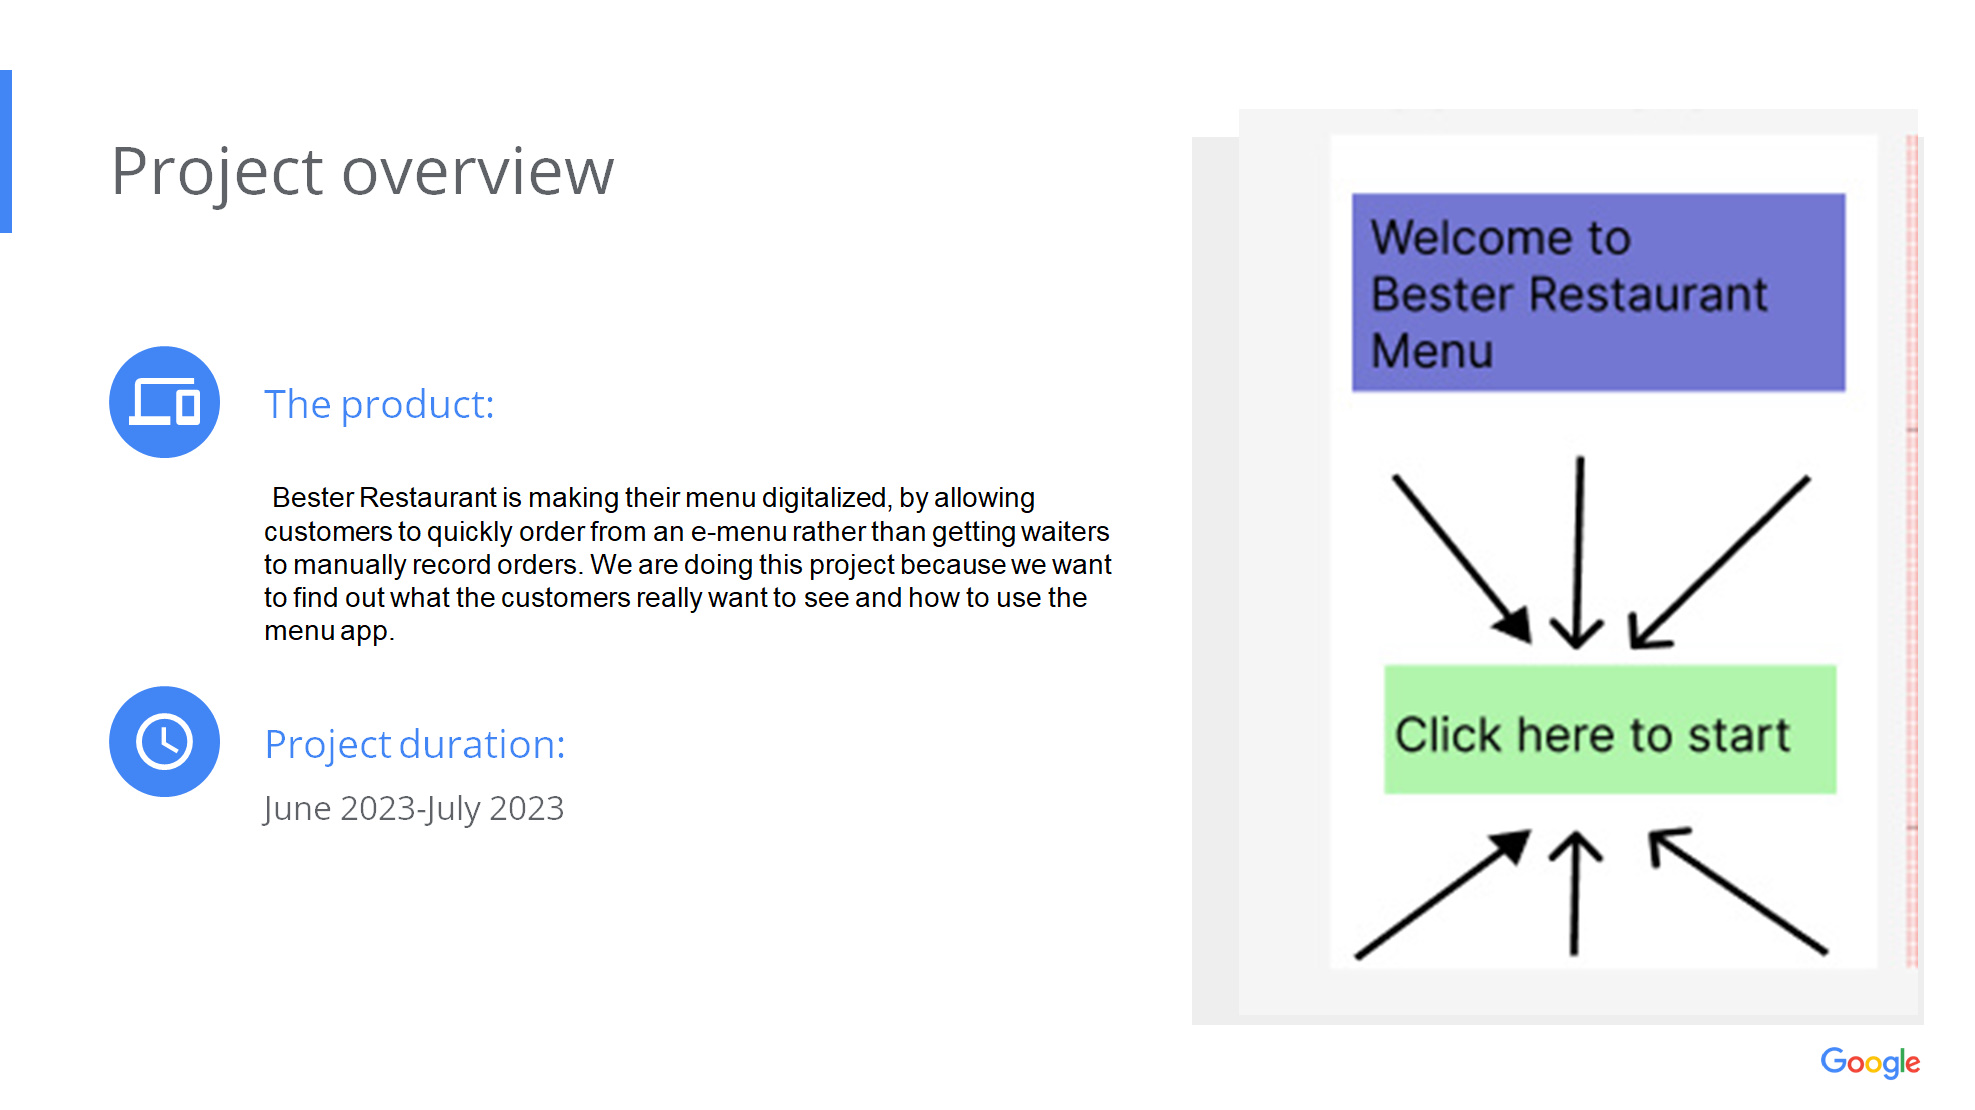 Project overview
The product:
Bester Restaurant is making their menu digitalized, by allowing
customers to quickly order from an e-menu rather than getting waiters
to manually record orders. We are doing this project because we want
to find out what the customers really want to see and how to use the
menu app.
Project duration:
June 2023-July 2023
Welcome to
Bester Restaurant
Menu
Click here to start
Google